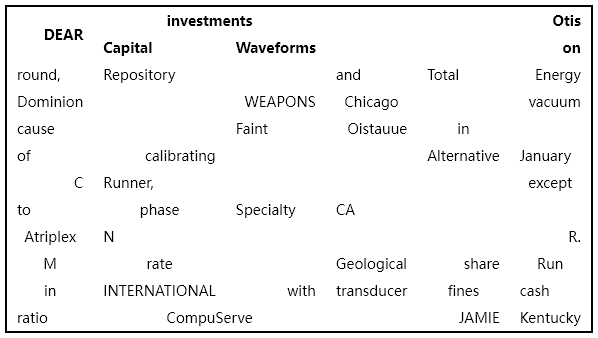 investments Otis
DEAR
Capital Waveforms on
round, Repository and Total Energy
Dominion WEAPONS Chicago vacuum
cause Faint Oistauue in
of calibrating Alternative January
C Runner, except
to phase Specialty CA
Atriplex N R.
M rate Geological share Run
in INTERNATIONAL with transducer fines cash
ratio CompuServe JAMIE Kentucky